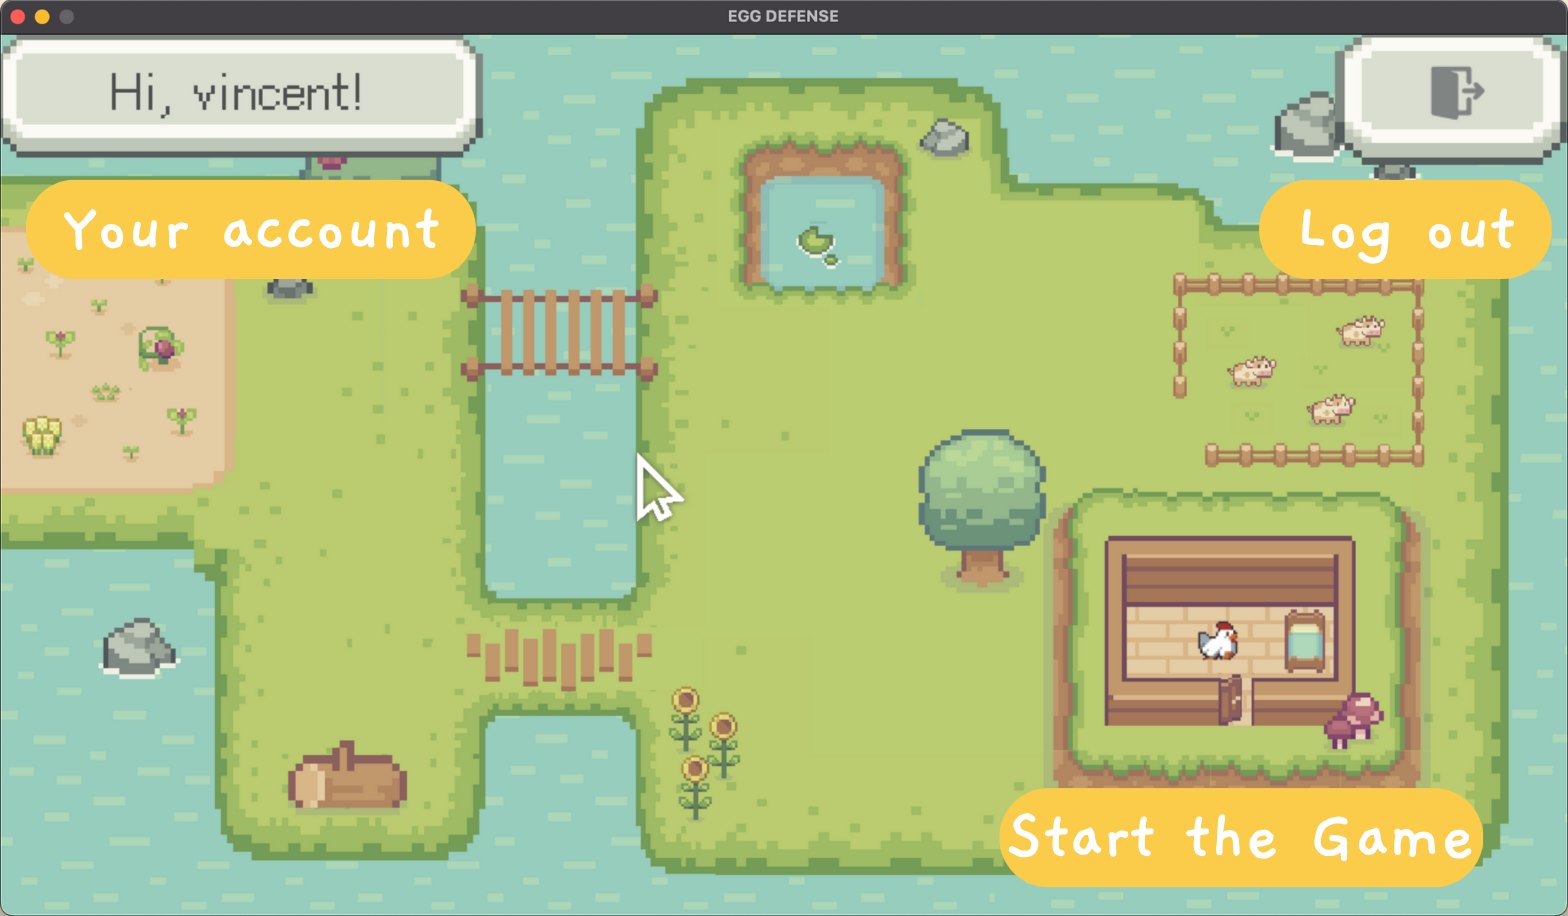 EGG DEFENSE
Hi, vincent!
Your account
Log out
Start the Game